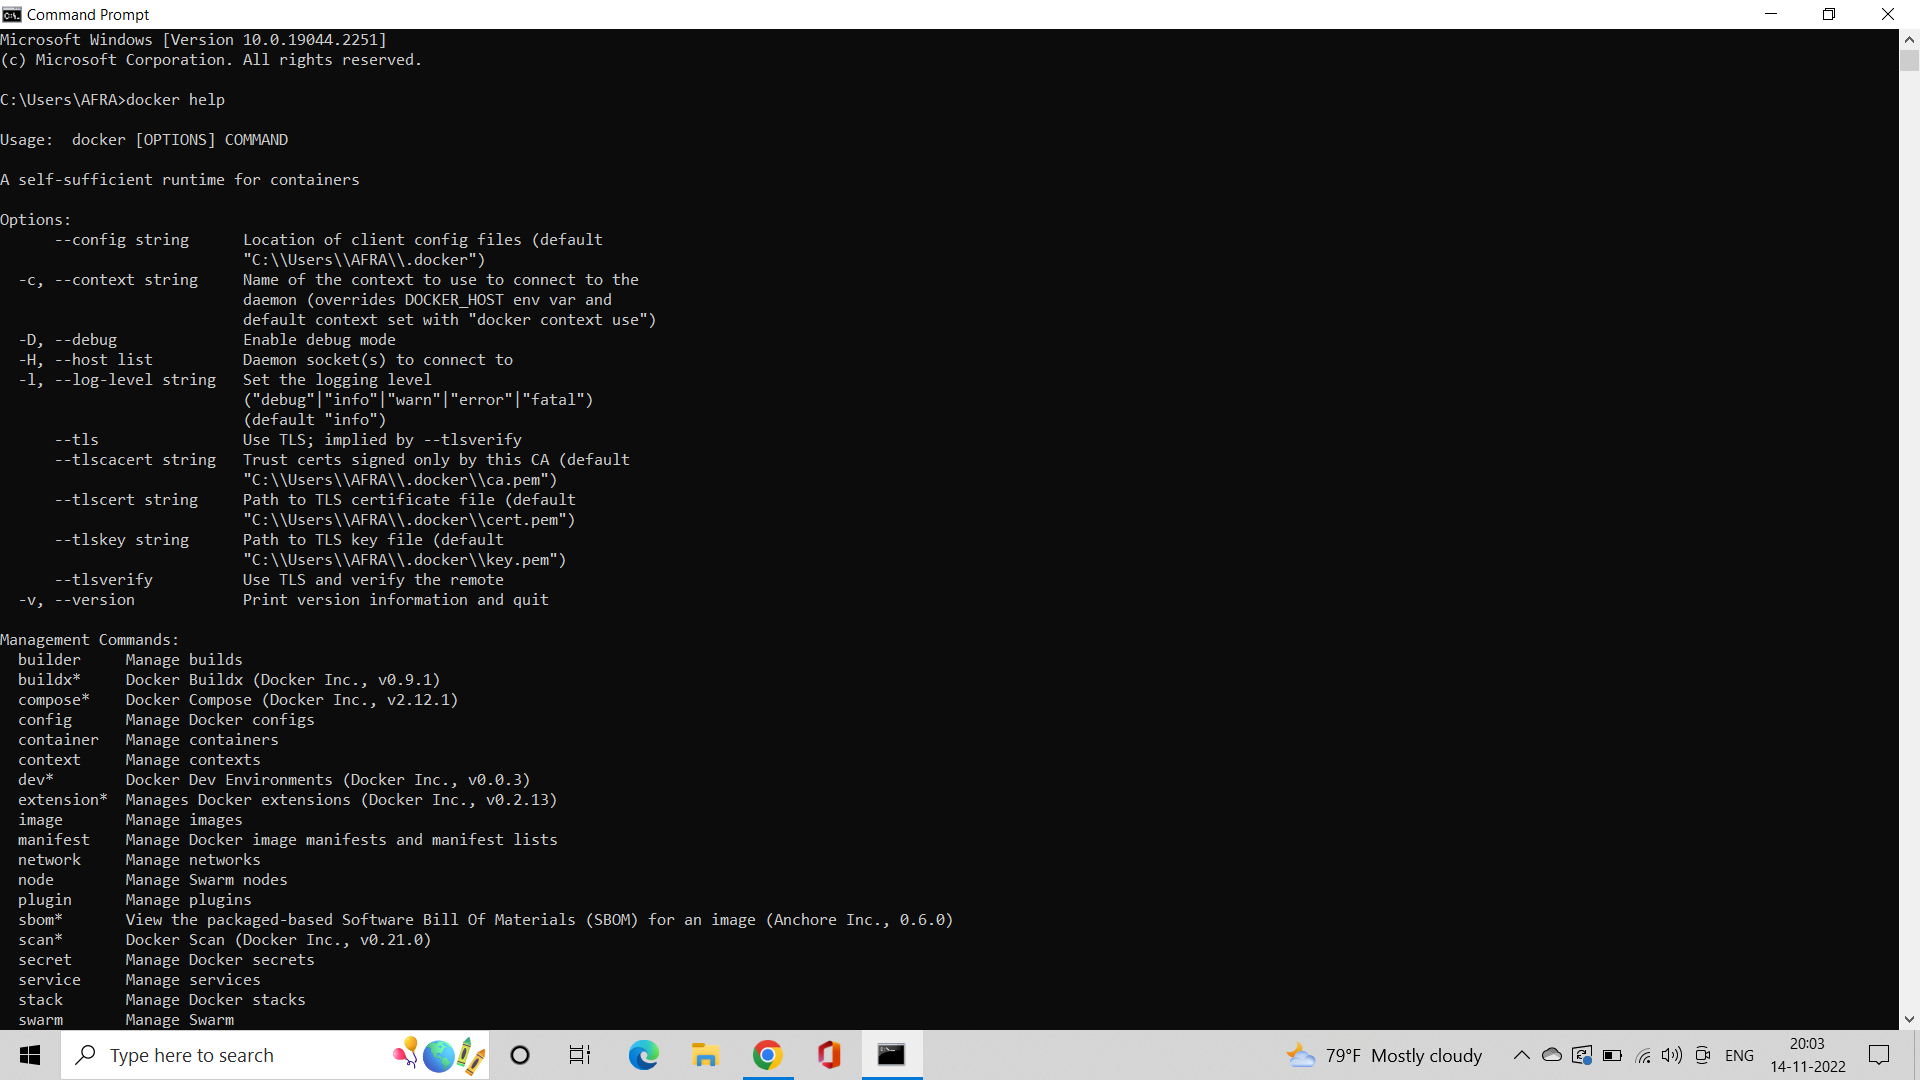 Command Prompt
Microsoft Windows [Version 10.0.19044.2251]
(c) Microsoft Corporation. All rights reserved.
C:\Users\AFRA>docker help
Usage:  docker [OPTIONS] COMMAND
A self-sufficient runtime for containers
Options:
      --config string      Location of client config files (default
                           "C:\\Users\\AFRA\\.docker")
  -c, --context string     Name of the context to use to connect to the
                           daemon (overrides DOCKER_HOST env var and
                           default context set with "docker context use")
  -D, --debug              Enable debug mode
  -H, --host list          Daemon socket(s) to connect to
  -l, --log-level string   Set the logging level
                           ("debug"|"info"|"warn"|"error"|"fatal")
                           (default "info")
      --tls                Use TLS; implied by --tlsverify
      --tlscacert string   Trust certs signed only by this CA (default
                           "C:\\Users\\AFRA\\.docker\\ca.pem")
      --tlscert string     Path to TLS certificate file (default
                           "C:\\Users\\AFRA\\.docker\\cert.pem")
      --tlskey string      Path to TLS key file (default
                           "C:\\Users\\AFRA\\.docker\\key.pem")
      --tlsverify          Use TLS and verify the remote
  -v, --version            Print version information and quit
Management Commands:
  builder     Manage builds
  buildx*     Docker Buildx (Docker Inc., v0.9.1)
  compose*    Docker Compose (Docker Inc., v2.12.1)
  config      Manage Docker configs
  container   Manage containers
  context     Manage contexts
  dev*        Docker Dev Environments (Docker Inc., v0.0.3)
  extension*  Manages Docker extensions (Docker Inc., v0.2.13)
  image       Manage images
  manifest    Manage Docker image manifests and manifest lists
  network     Manage networks
  node        Manage Swarm nodes
  plugin      Manage plugins
  sbom*       View the packaged-based Software Bill Of Materials (SBOM) for an image (Anchore Inc., 0.6.0)
  scan*       Docker Scan (Docker Inc., v0.21.0)
  secret      Manage Docker secrets
  service     Manage services
  stack       Manage Docker stacks
  swarm       Manage Swarm
Type here to search
79°F  Mostly cloudy
ENG
20:03
14-11-2022